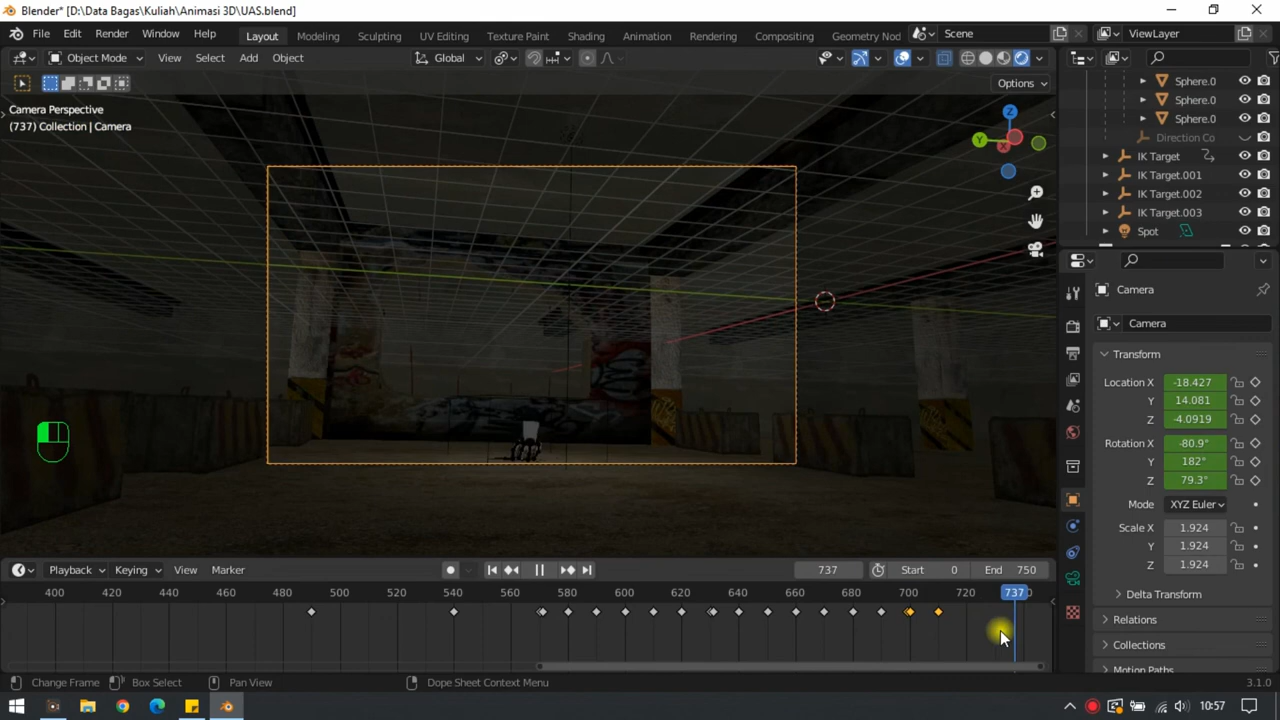 Blender* [D:\Data Bagas\Kuliah\Animasi 3D\UAS.blend]
File Edit Render Window Help Layout Modeling Sculpting UV Editing Texture Paint Shading Animation Rendering Compositing Geometry Nod Scene ViewLayer
Object Mode View Select Add Object Global
Options
Camera Perspective
(737) Collection | Camera
Z
Y
X
Sphere.0
Sphere.0
Sphere.0
Direction Co
IK Target
IK Target.001
IK Target.002
IK Target.003
Spot
Camera
Camera
Transform
Location X -18.427
Y 14.081
Z -4.0919
Rotation X -80.9°
Y 182°
Z 79.3°
Mode XYZ Euler
Scale X 1.924
Y 1.924
Z 1.924
Delta Transform
Relations
Collections
Motion Paths
Playback Keying View Marker 737 Start 0 End 750
400 420 440 460 480 500 520 540 560 580 600 620 640 660 680 700 720 737
Change Frame Box Select Pan View Dope Sheet Context Menu 3.1.0
10:57